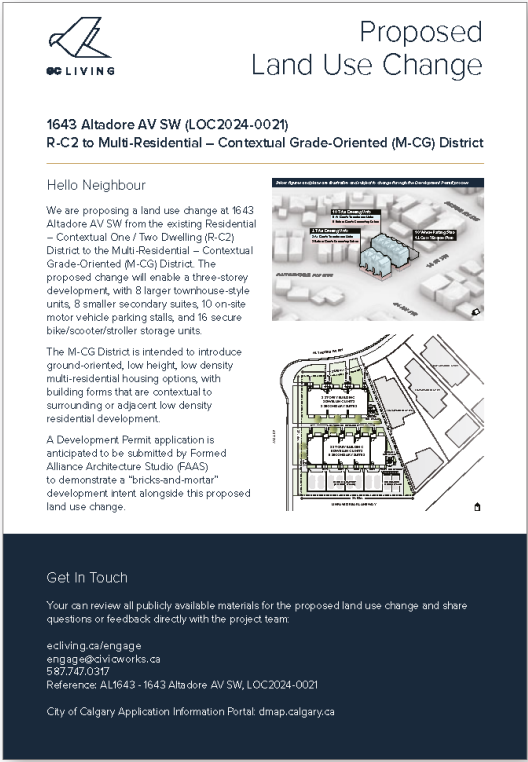 Proposed
Land Use Change
ec LIVING
1643 Altadore AV SW (LOC2024-0021)
R-C2 to Multi-Residential – Contextual Grade-Oriented (M-CG) District
Hello Neighbour
We are proposing a land use change at 1643
Altadore AV SW from the existing Residential
– Contextual One / Two Dwelling (R-C2)
District to the Multi-Residential – Contextual
Grade-Oriented (M-CG) District. The
proposed change will enable a three-storey
development, with 8 larger townhouse-style
units, 8 smaller secondary suites, 10 on-site
motor vehicle parking stalls, and 16 secure
bike/scooter/stroller storage units.
The M-CG District is intended to introduce
ground-oriented, low height, low density
multi-residential housing options, with
building forms that are contextual to
surrounding or adjacent low density
residential development.
A Development Permit application is
anticipated to be submitted by Formed
Alliance Architecture Studio (FAAS)
to demonstrate a “bricks-and-mortar”
development intent alongside this proposed
land use change.
Get In Touch
Your can review all publicly available materials for the proposed land use change and share
questions or feedback directly with the project team:
ecliving.ca/engage
engage@civicworks.ca
587.747.0317
Reference: AL1643 - 1643 Altadore AV SW, LOC2024-0021
City of Calgary Application Information Portal: dmap.calgary.ca